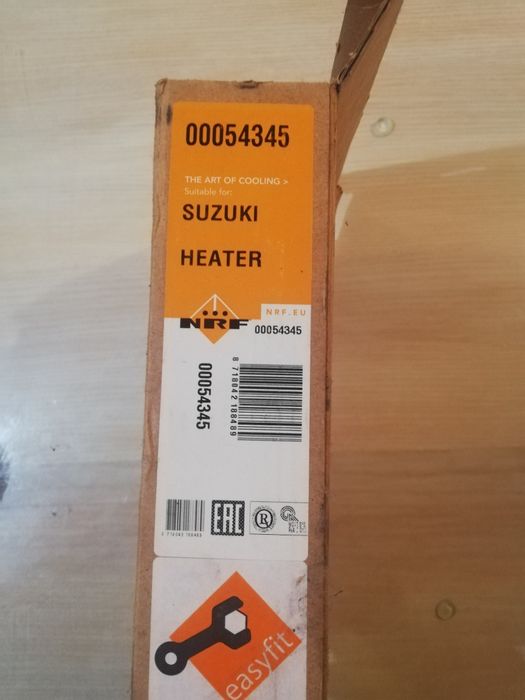 00054345
THE ART OF COOLING >
Suitable for:
SUZUKI
HEATER
NRF
NRF.EU
00054345
00054345
8 718042 188489
EAC
R
easyfit